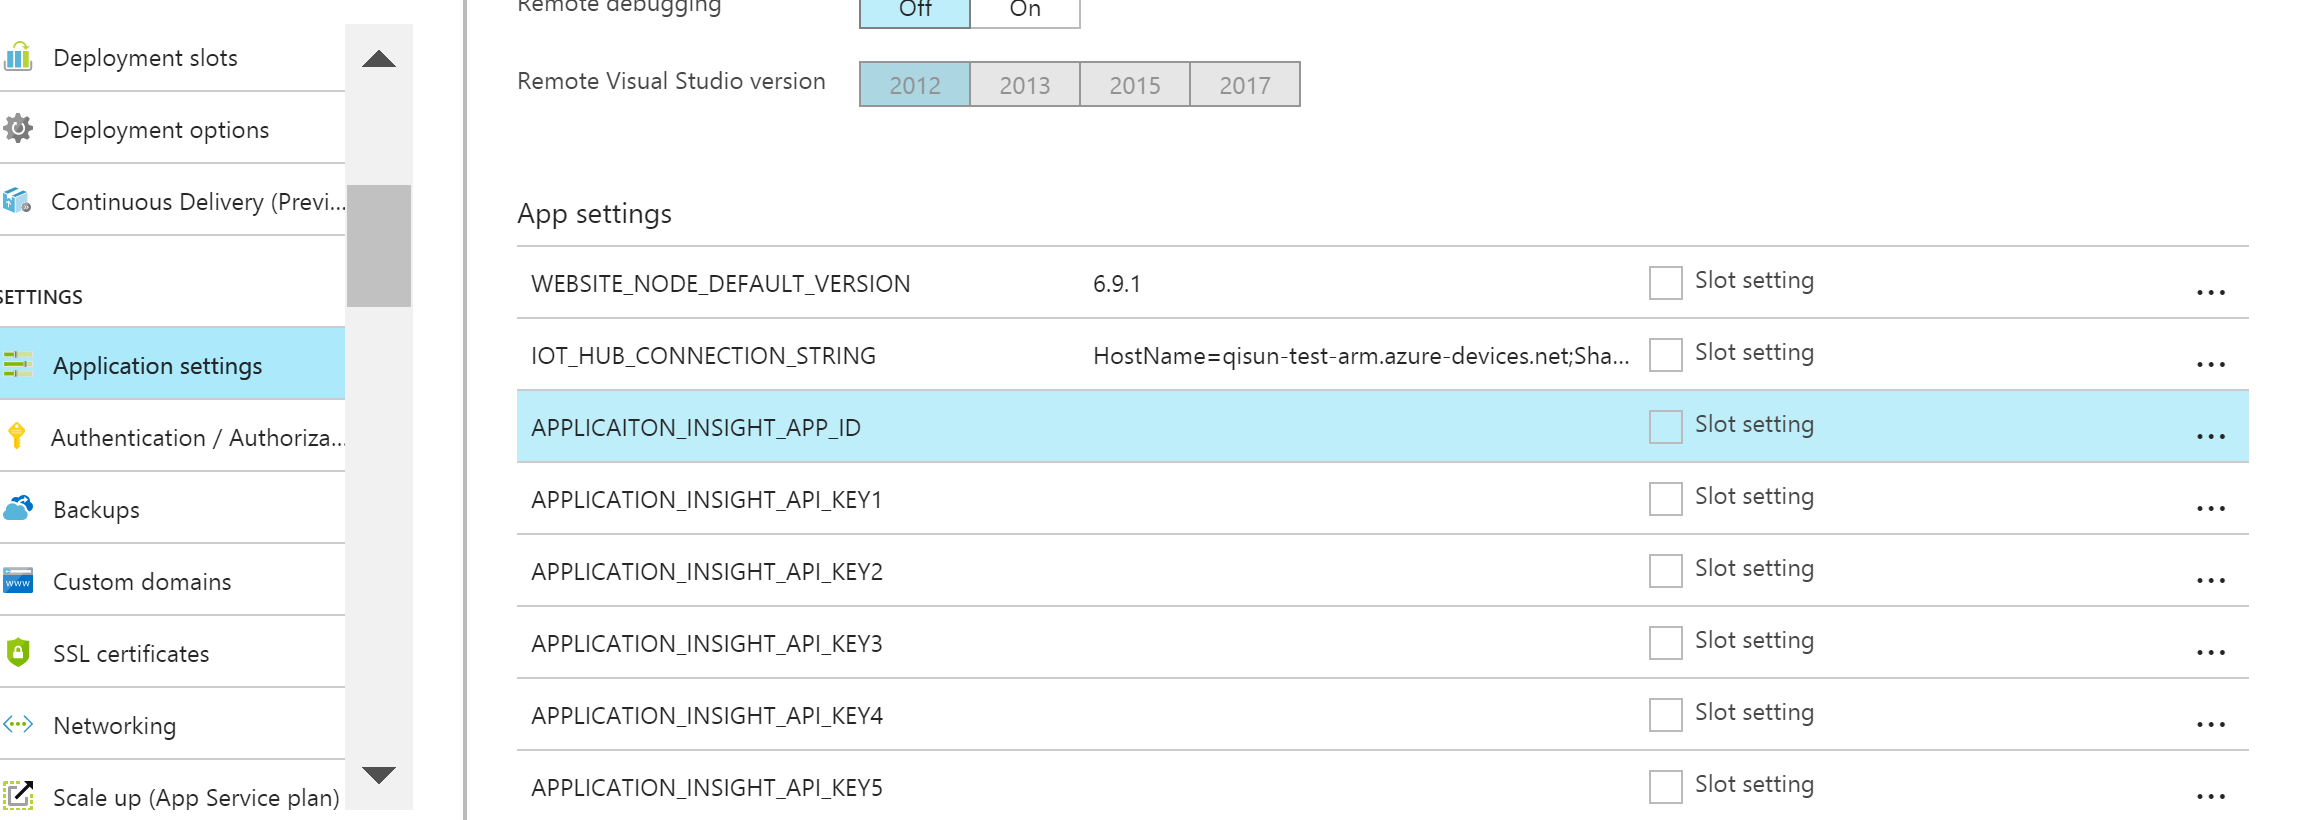 Deployment slots
Deployment options
Continuous Delivery (Previ...
SETTINGS
Application settings
Authentication / Authoriza...
Backups
Custom domains
SSL certificates
Networking
Scale up (App Service plan)
Remote debugging
Off On
Remote Visual Studio version
2012 2013 2015 2017
App settings
WEBSITE_NODE_DEFAULT_VERSION 6.9.1 Slot setting ...
IOT_HUB_CONNECTION_STRING HostName=qisun-test-arm.azure-devices.net;Sha... Slot setting ...
APPLICAITON_INSIGHT_APP_ID Slot setting ...
APPLICATION_INSIGHT_API_KEY1 Slot setting ...
APPLICATION_INSIGHT_API_KEY2 Slot setting ...
APPLICATION_INSIGHT_API_KEY3 Slot setting ...
APPLICATION_INSIGHT_API_KEY4 Slot setting ...
APPLICATION_INSIGHT_API_KEY5 Slot setting ...